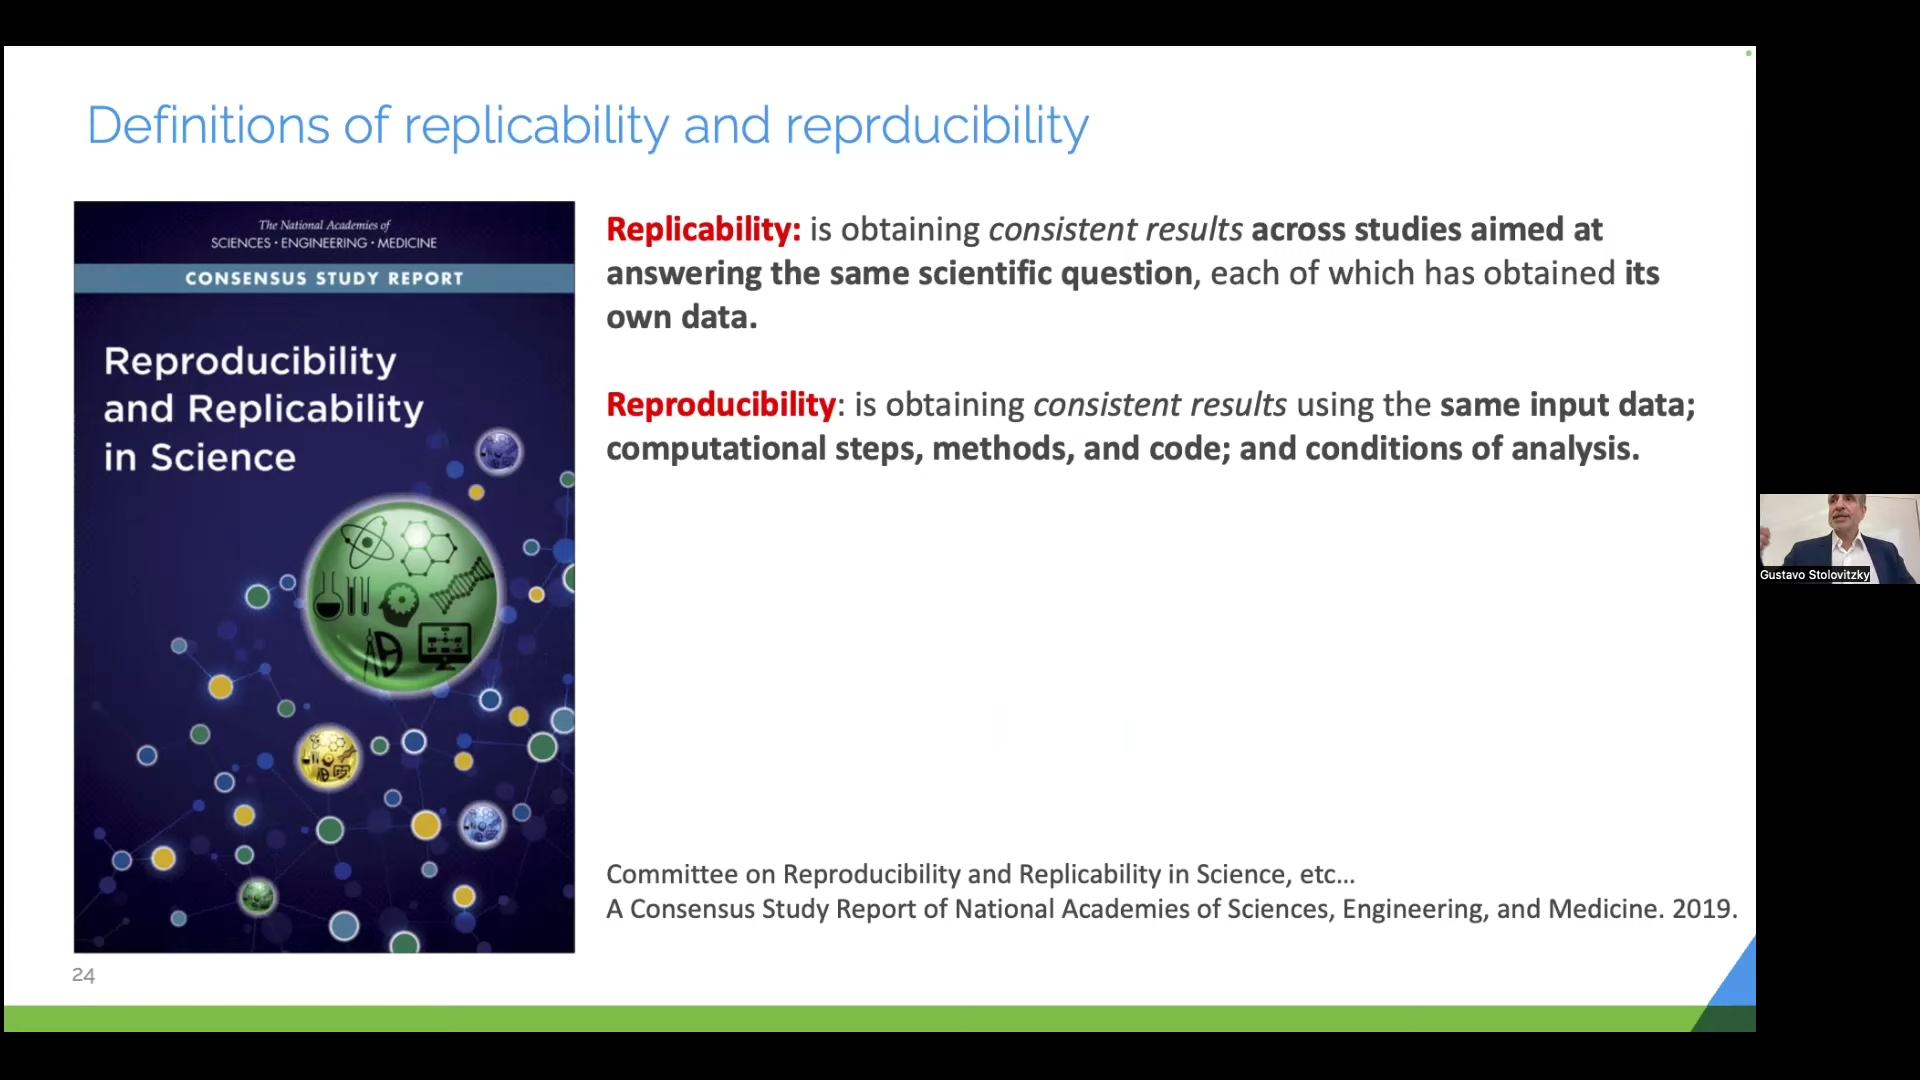 Definitions of replicability and reprducibility
The National Academies of
SCIENCES • ENGINEERING • MEDICINE
CONSENSUS STUDY REPORT
Reproducibility
and Replicability
in Science
Replicability: is obtaining consistent results across studies aimed at
answering the same scientific question, each of which has obtained its
own data.
Reproducibility: is obtaining consistent results using the same input data;
computational steps, methods, and code; and conditions of analysis.
Committee on Reproducibility and Replicability in Science, etc…
A Consensus Study Report of National Academies of Sciences, Engineering, and Medicine. 2019.
24
Gustavo Stolovitzky